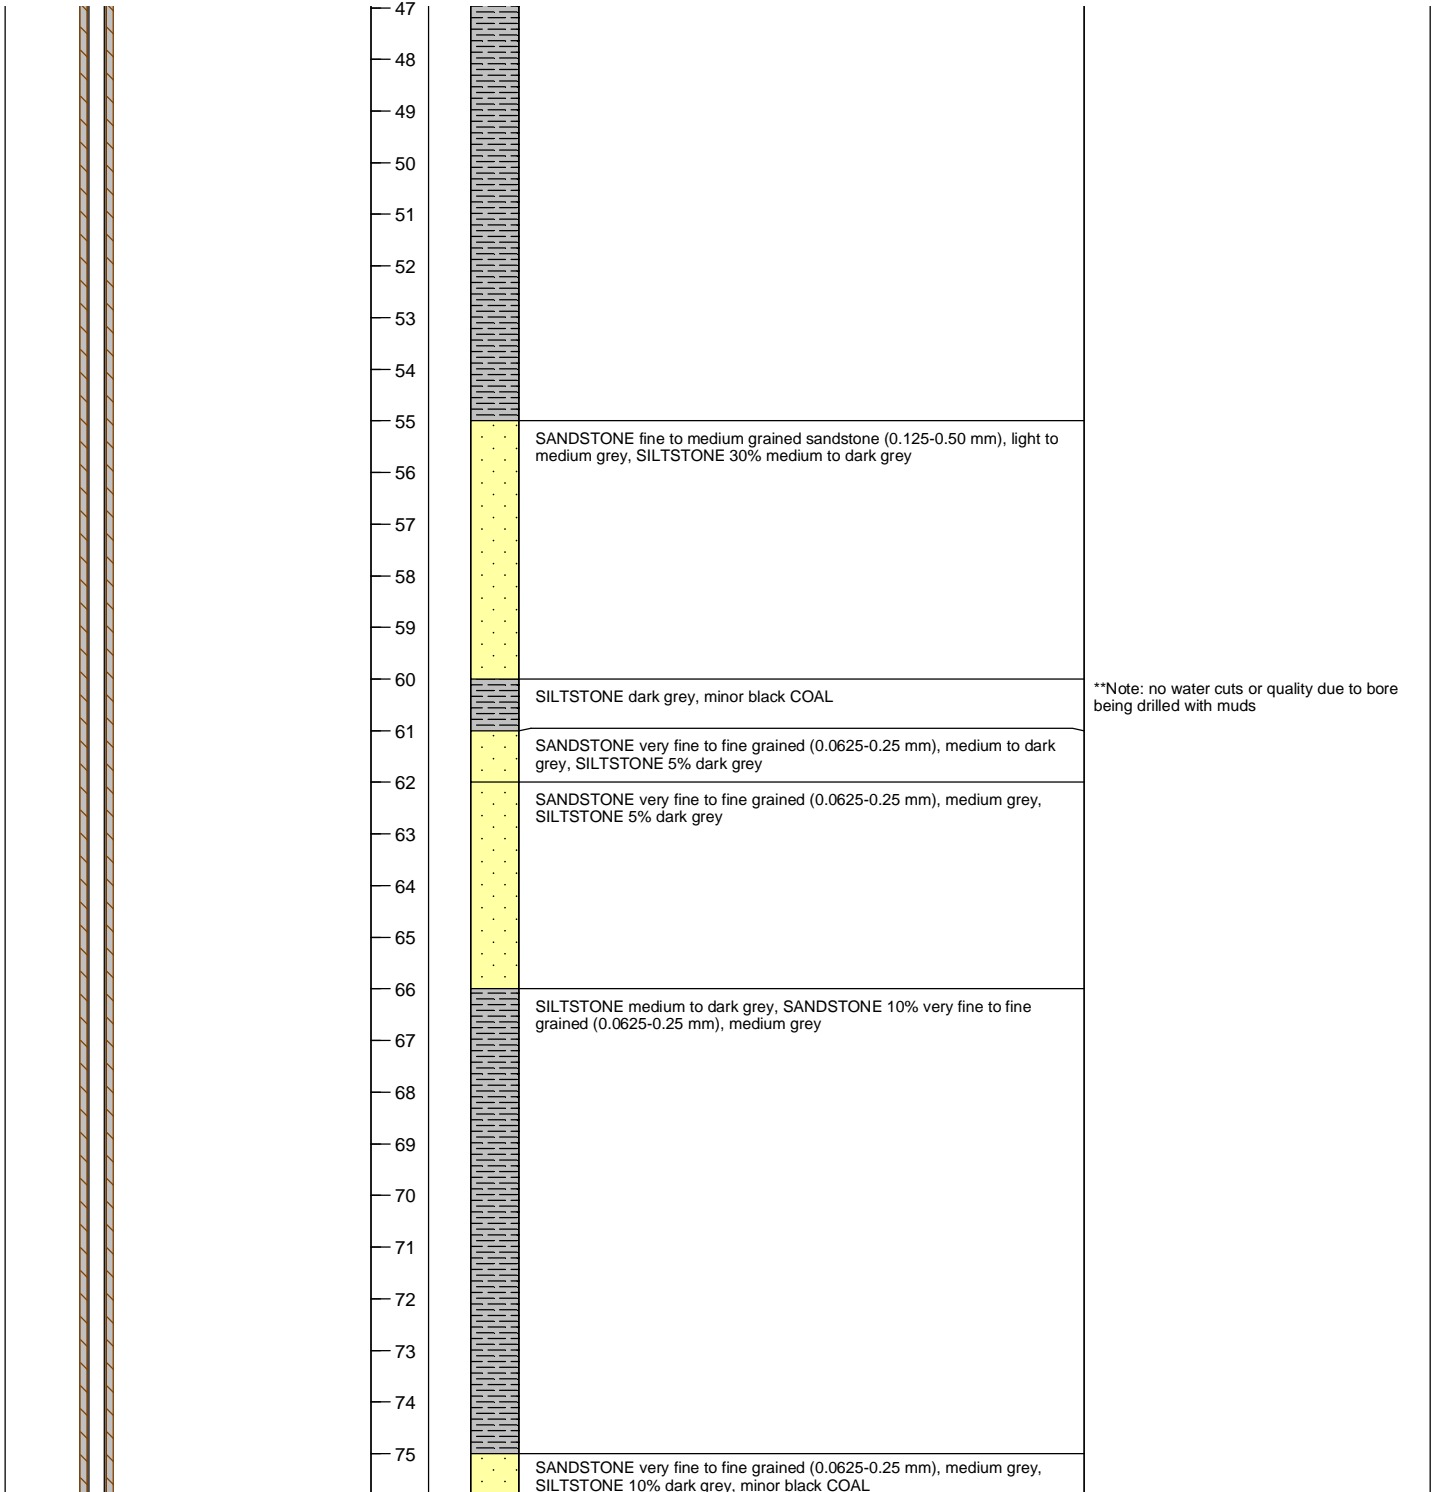 47
48
49
50
51
52
53
54
55
SANDSTONE fine to medium grained sandstone (0.125-0.50 mm), light to
medium grey, SILTSTONE 30% medium to dark grey
56
57
58
59
60
SILTSTONE dark grey, minor black COAL
**Note: no water cuts or quality due to bore
being drilled with muds
61
SANDSTONE very fine to fine grained (0.0625-0.25 mm), medium to dark
grey, SILTSTONE 5% dark grey
62
SANDSTONE very fine to fine grained (0.0625-0.25 mm), medium grey,
SILTSTONE 5% dark grey
63
64
65
66
SILTSTONE medium to dark grey, SANDSTONE 10% very fine to fine
grained (0.0625-0.25 mm), medium grey
67
68
69
70
71
72
73
74
75
SANDSTONE very fine to fine grained (0.0625-0.25 mm), medium grey,
SILTSTONE 10% dark grey, minor black COAL